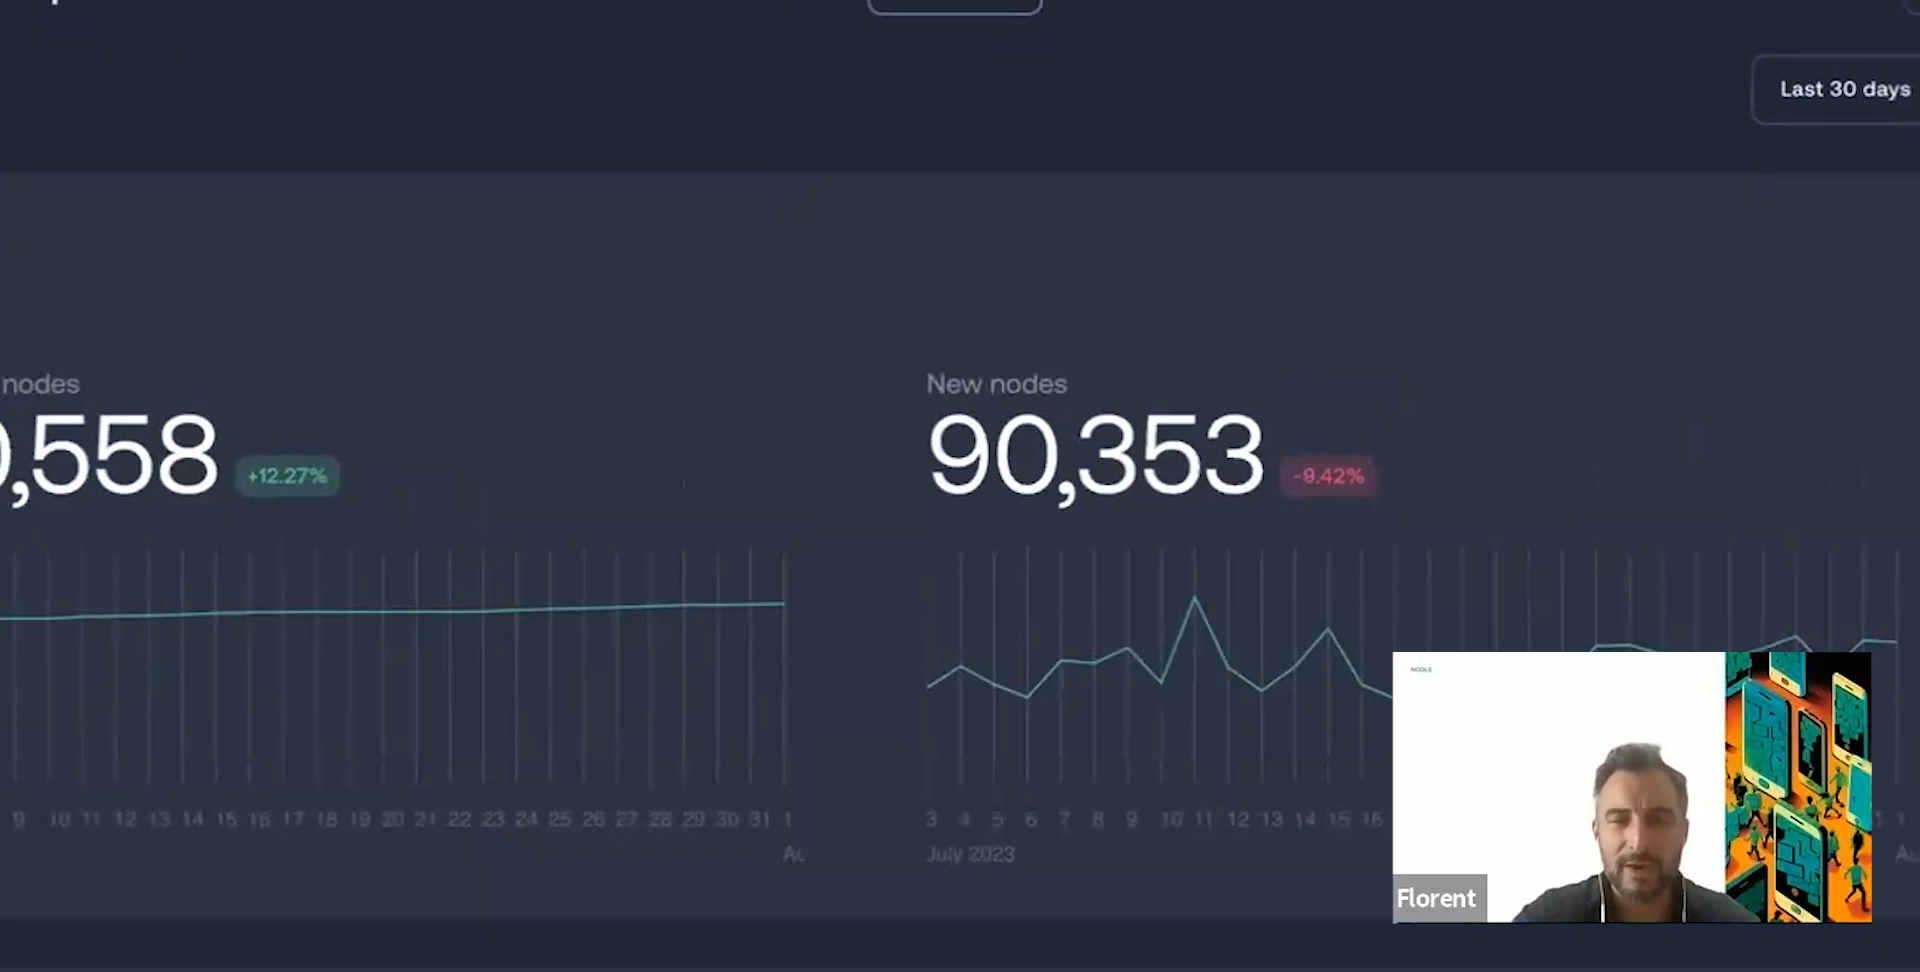 Last 30 days
nodes
,558 +12.27%
New nodes
90,353 -9.42%
9 10 11 12 13 14 15 16 17 18 19 20 21 22 23 24 25 26 27 28 29 30 31 1
3 4 5 6 7 8 9 10 11 12 13 14 15 16
July 2023
NODLE
Florent